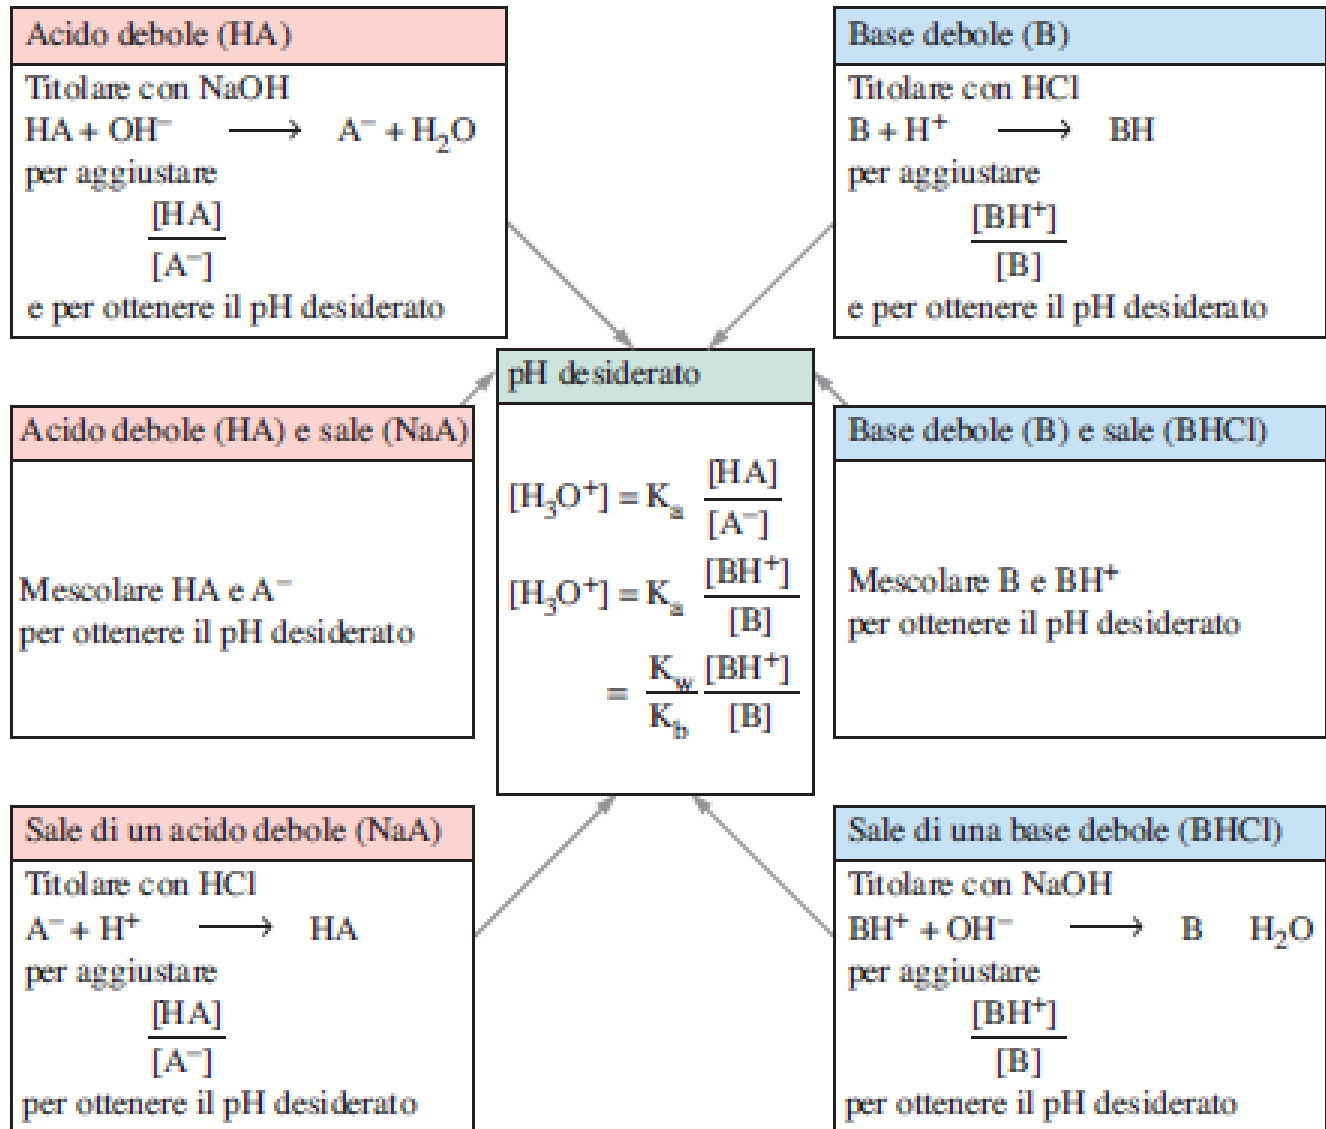 Acido debole (HA)
Titolare con NaOH
HA + OH⁻ ⟶ A⁻ + H₂O
per aggiustare
[HA]
[A⁻]
e per ottenere il pH desiderato
Base debole (B)
Titolare con HCl
B + H⁺ ⟶ BH
per aggiustare
[BH⁺]
[B]
e per ottenere il pH desiderato
Acido debole (HA) e sale (NaA)
Mescolare HA e A⁻
per ottenere il pH desiderato
pH desiderato
[H₃O⁺] = Kₐ [HA]
[A⁻]
[H₃O⁺] = Kₐ [BH⁺]
[B]
= K_w [BH⁺]
K_b [B]
Base debole (B) e sale (BHCl)
Mescolare B e BH⁺
per ottenere il pH desiderato
Sale di un acido debole (NaA)
Titolare con HCl
A⁻ + H⁺ ⟶ HA
per aggiustare
[HA]
[A⁻]
per ottenere il pH desiderato
Sale di una base debole (BHCl)
Titolare con NaOH
BH⁺ + OH⁻ ⟶ B H₂O
per aggiustare
[BH⁺]
[B]
per ottenere il pH desiderato